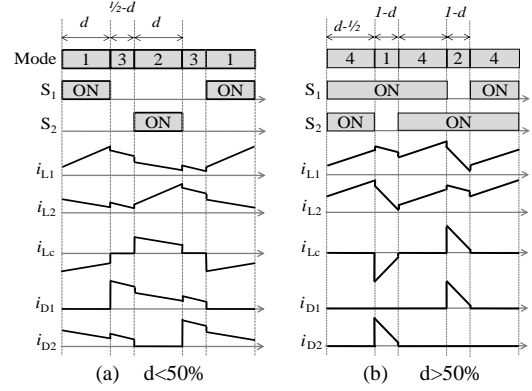 ½-d
d d
d-½ 1-d 1-d
Mode 1 3 2 3 1
4 1 4 2 4
S1 ON ON
S1 ON ON
S2 ON
S2 ON ON
iL1
iL1
iL2
iL2
iLc
iLc
iD1
iD1
iD2
iD2
(a) d<50%
(b) d>50%